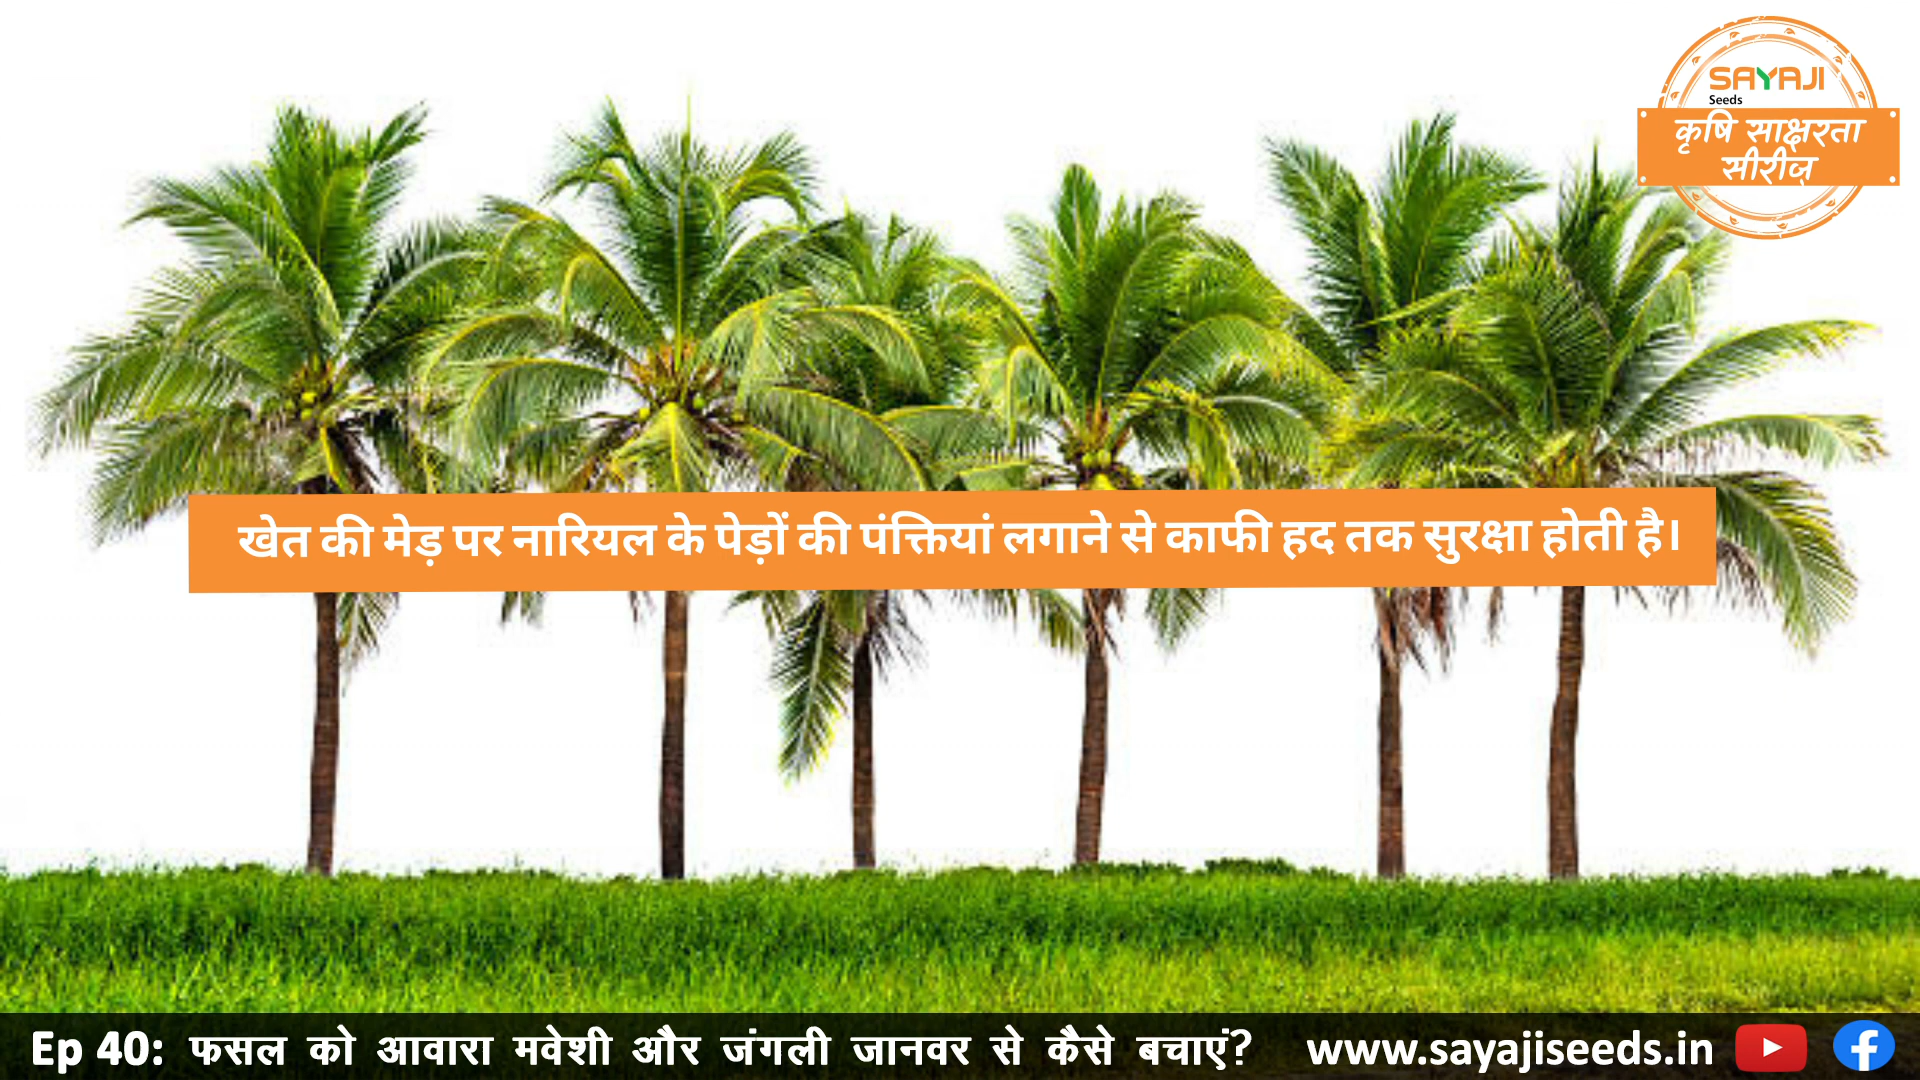 SAYAJI
Seeds
कृषि साक्षरता
सीरीज़
खेत की मेड़ पर नारियल के पेड़ों की पंक्तियां लगाने से काफी हद तक सुरक्षा होती है।
Ep 40: फसल को आवारा मवेशी और जंगली जानवर से कैसे बचाएं? www.sayajiseeds.in